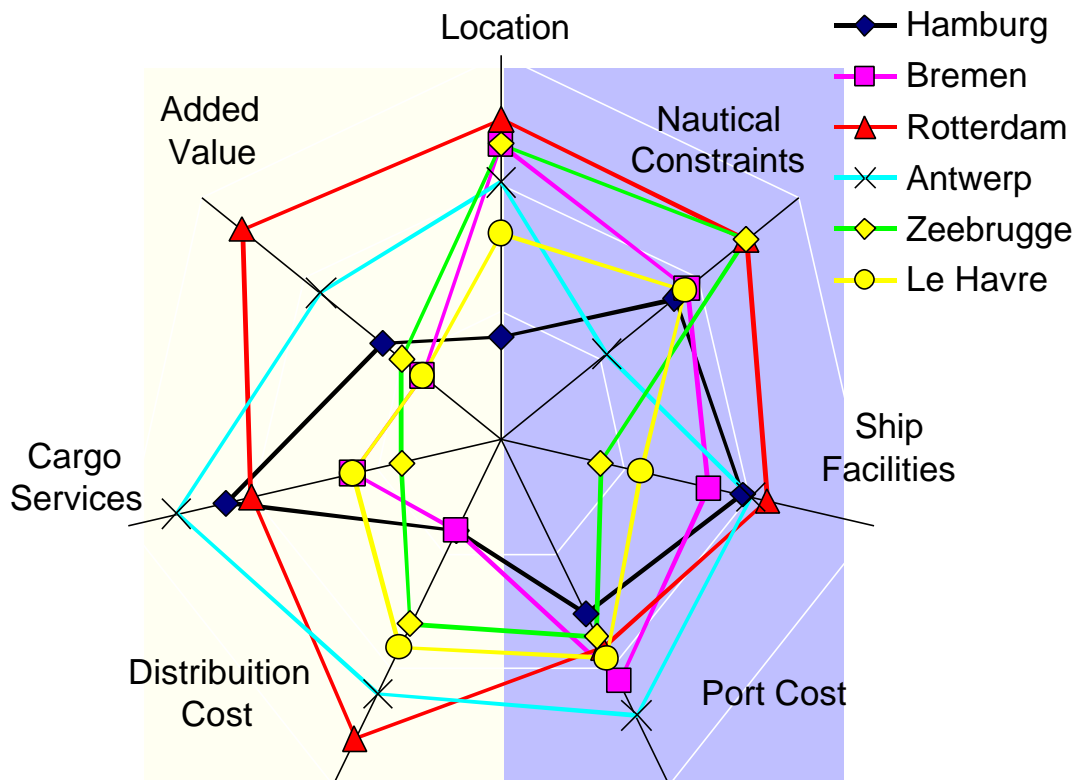 Location
Hamburg
Bremen
Rotterdam
Antwerp
Zeebrugge
Le Havre
Added
Value
Nautical
Constraints
Ship
Facilities
Cargo
Services
Distribuition
Cost
Port Cost